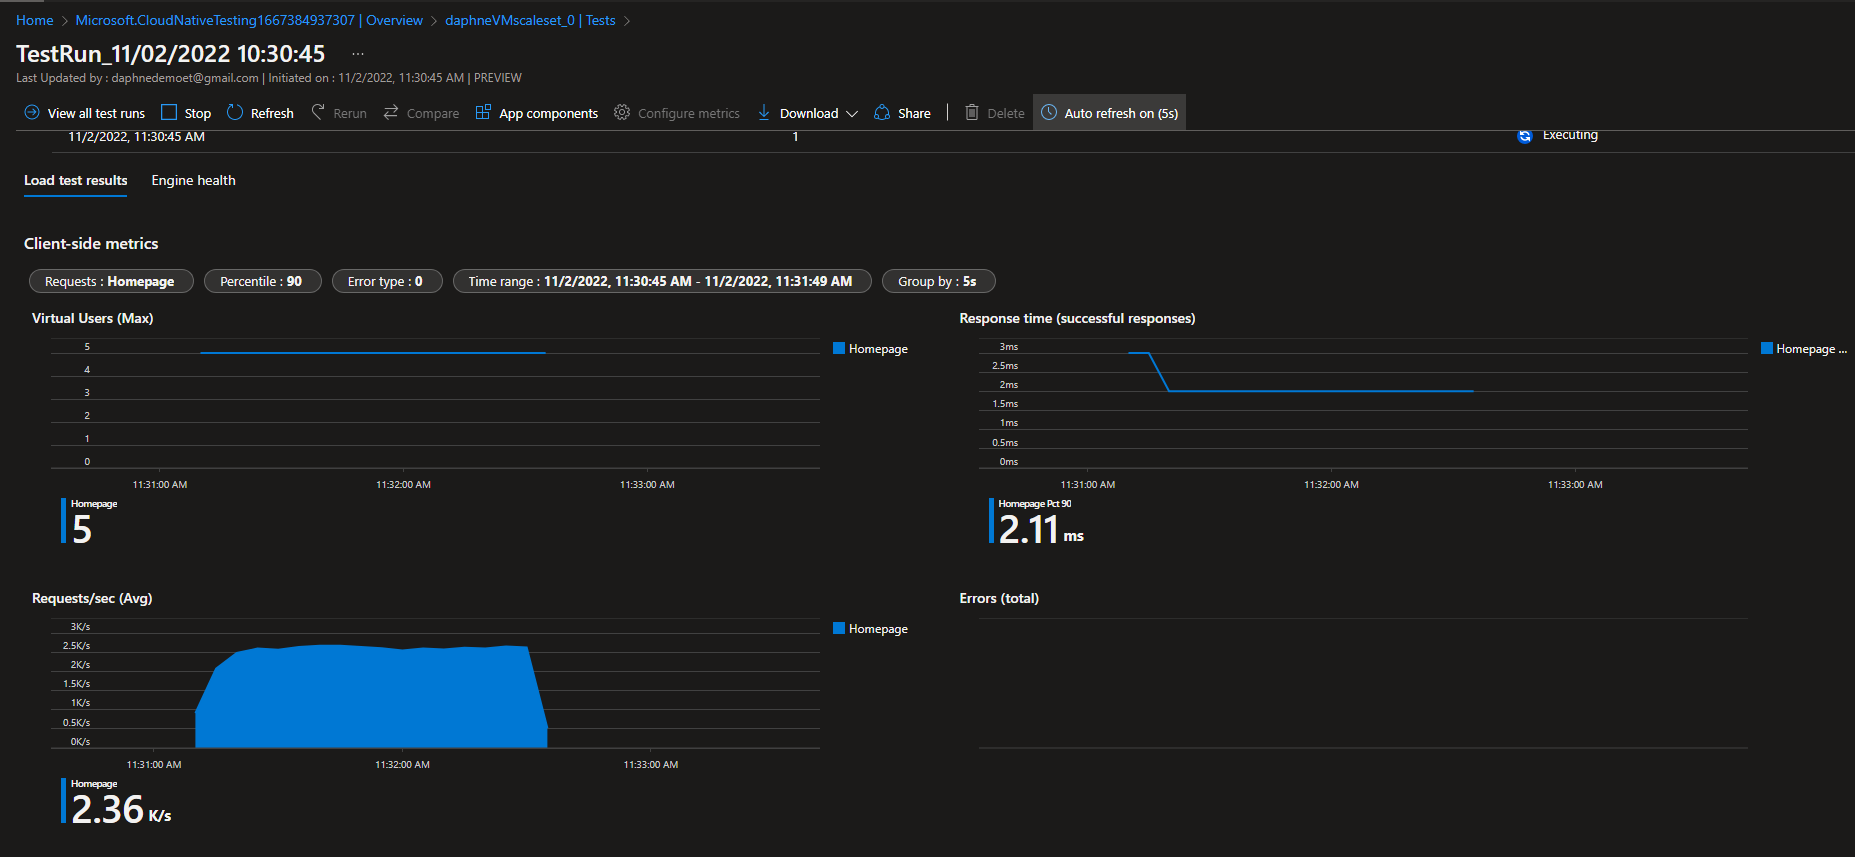 Home > Microsoft.CloudNativeTesting1667384937307 | Overview > daphneVMscaleset_0 | Tests >
TestRun_11/02/2022 10:30:45 ...
Last Updated by : daphnedemoet@gmail.com | Initiated on : 11/2/2022, 11:30:45 AM | PREVIEW
View all test runs Stop Refresh Rerun Compare App components Configure metrics Download Share Delete Auto refresh on (5s)
11/2/2022, 11:30:45 AM 1 Executing
Load test results Engine health
Client-side metrics
Requests : Homepage Percentile : 90 Error type : 0 Time range : 11/2/2022, 11:30:45 AM - 11/2/2022, 11:31:49 AM Group by : 5s
Virtual Users (Max)
5
4
3
2
1
0
11:31:00 AM 11:32:00 AM 11:33:00 AM
Homepage
Homepage
5
Response time (successful responses)
3ms
2.5ms
2ms
1.5ms
1ms
0.5ms
0ms
11:31:00 AM 11:32:00 AM 11:33:00 AM
Homepage ...
Homepage Pct 90
2.11 ms
Requests/sec (Avg)
3K/s
2.5K/s
2K/s
1.5K/s
1K/s
0.5K/s
0K/s
11:31:00 AM 11:32:00 AM 11:33:00 AM
Homepage
Homepage
2.36 K/s
Errors (total)